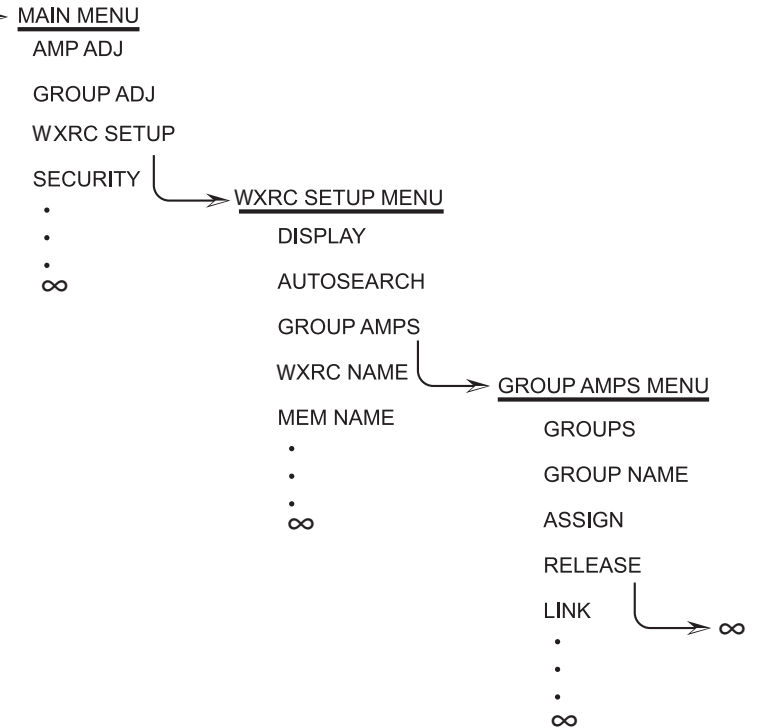 MAIN MENU
AMP ADJ
GROUP ADJ
WXRC SETUP
SECURITY
∞
WXRC SETUP MENU
DISPLAY
AUTOSEARCH
GROUP AMPS
WXRC NAME
MEM NAME
∞
GROUP AMPS MENU
GROUPS
GROUP NAME
ASSIGN
RELEASE
LINK
∞
∞